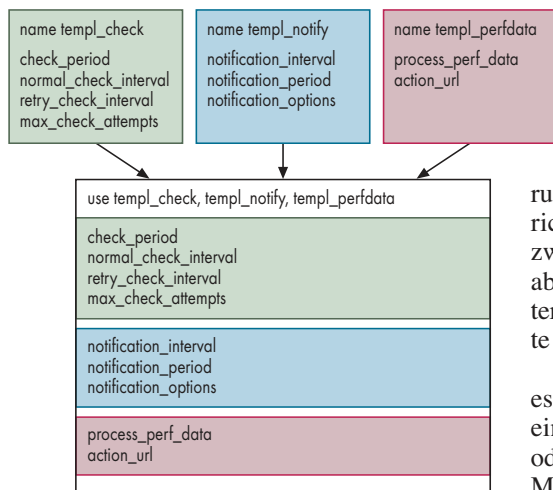 name templ_check
check_period
normal_check_interval
retry_check_interval
max_check_attempts
name templ_notify
notification_interval
notification_period
notification_options
name templ_perfdata
process_perf_data
action_url
use templ_check, templ_notify, templ_perfdata
check_period
normal_check_interval
retry_check_interval
max_check_attempts
notification_interval
notification_period
notification_options
process_perf_data
action_url